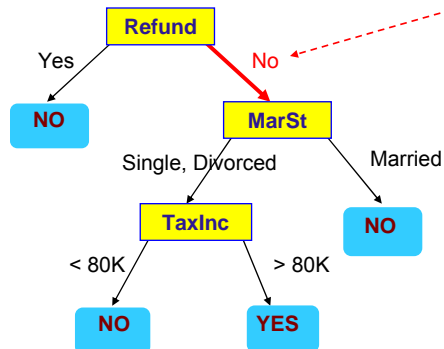 Refund
Yes
No
NO
MarSt
Single, Divorced
Married
TaxInc
NO
< 80K
> 80K
NO
YES